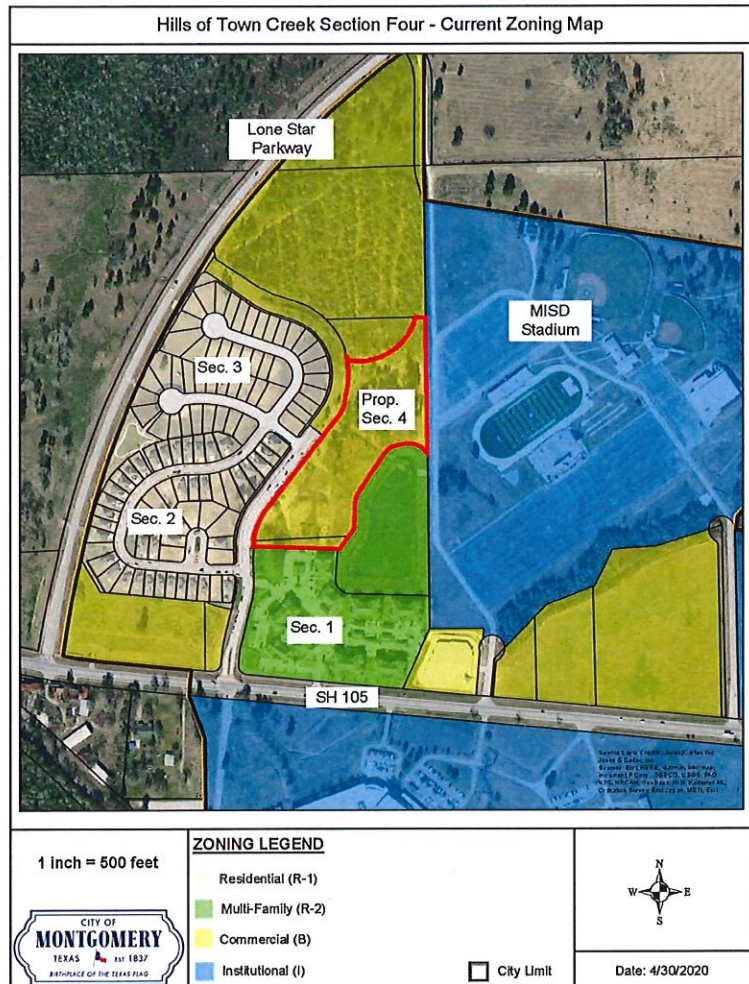 Hills of Town Creek Section Four - Current Zoning Map
Lone Star
Parkway
MISD
Stadium
Sec. 3
Prop.
Sec. 4
Sec. 2
Sec. 1
SH 105
1 inch = 500 feet
CITY OF
MONTGOMERY
TEXAS EST 1837
BIRTHPLACE OF THE TEXAS FLAG
ZONING LEGEND
Residential (R-1)
Multi-Family (R-2)
Commercial (B)
Institutional (I)
City Limit
N
W E
S
Date: 4/30/2020